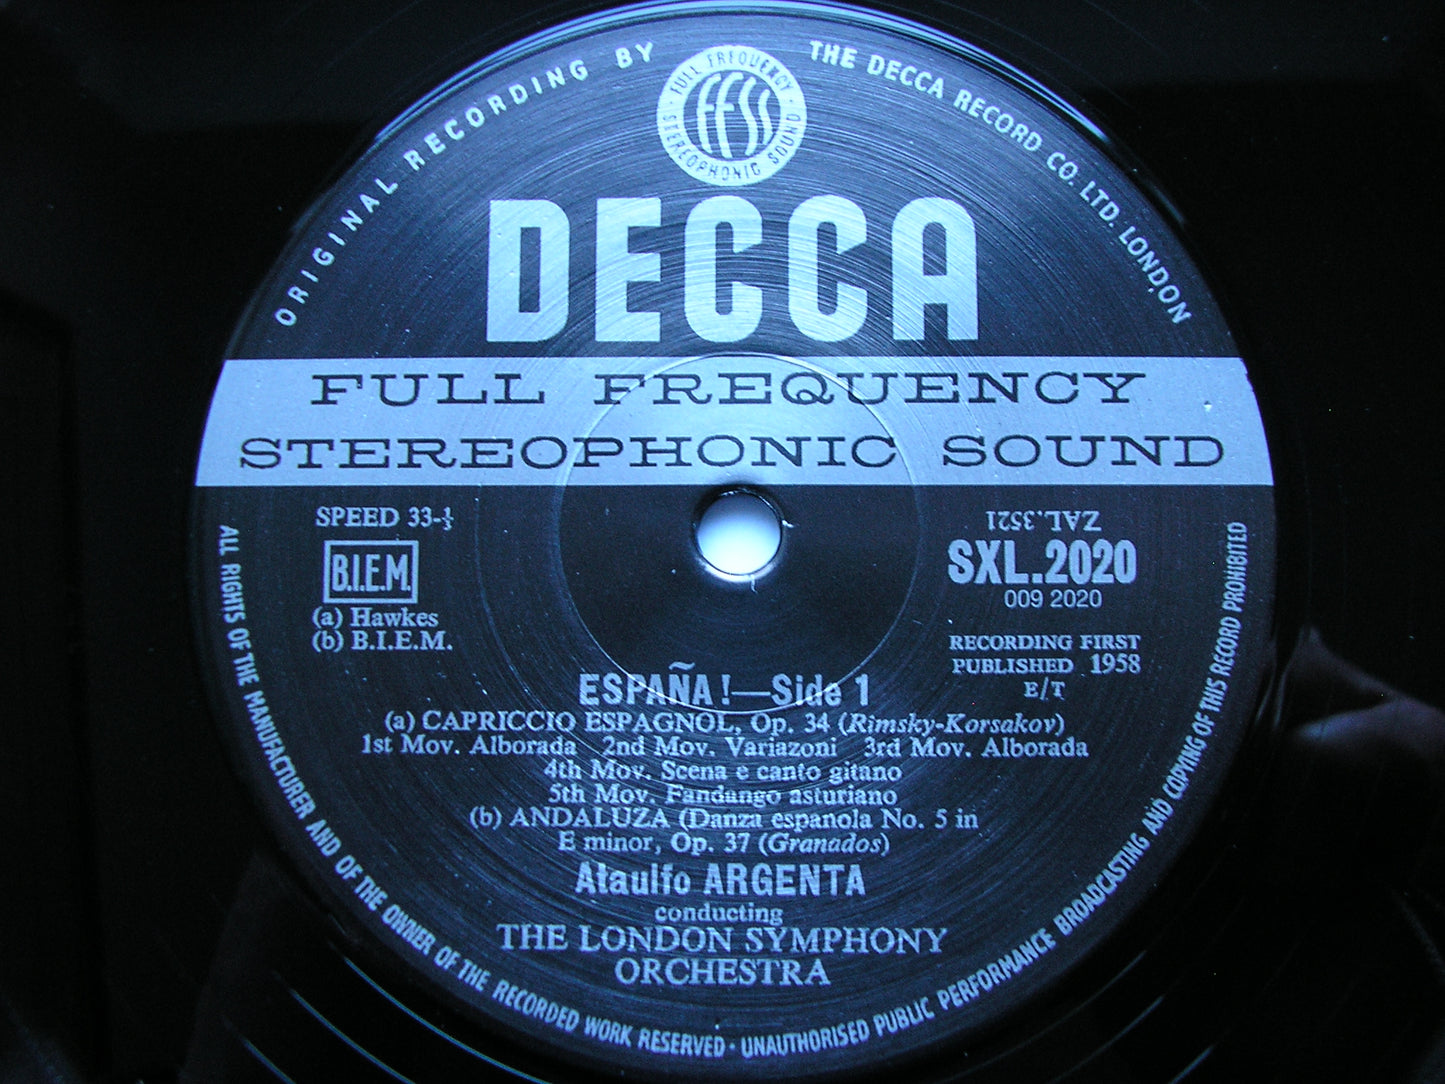 ORIGINAL RECORDING BY
THE DECCA RECORD CO. LTD. LONDON
FULL FREQUENCY
ffss
STEREOPHONIC SOUND
DECCA
FULL FREQUENCY
STEREOPHONIC SOUND
SPEED 33-⅓
B.I.E.M.
(a) Hawkes
(b) B.I.E.M.
ZAL.3521
SXL.2020
009 2020
RECORDING FIRST
PUBLISHED 1958
E/T
ESPAÑA!—Side 1
(a) CAPRICCIO ESPAGNOL, Op. 34 (Rimsky-Korsakov)
1st Mov. Alborada 2nd Mov. Variazoni 3rd Mov. Alborada
4th Mov. Scena e canto gitano
5th Mov. Fandango asturiano
(b) ANDALUZA (Danza espanola No. 5 in
E minor, Op. 37 (Granados)
Ataulfo ARGENTA
conducting
THE LONDON SYMPHONY
ORCHESTRA
ALL RIGHTS OF THE MANUFACTURER AND OF THE OWNER OF THE RECORDED WORK RESERVED · UNAUTHORISED PUBLIC PERFORMANCE BROADCASTING AND COPYING OF THIS RECORD PROHIBITED